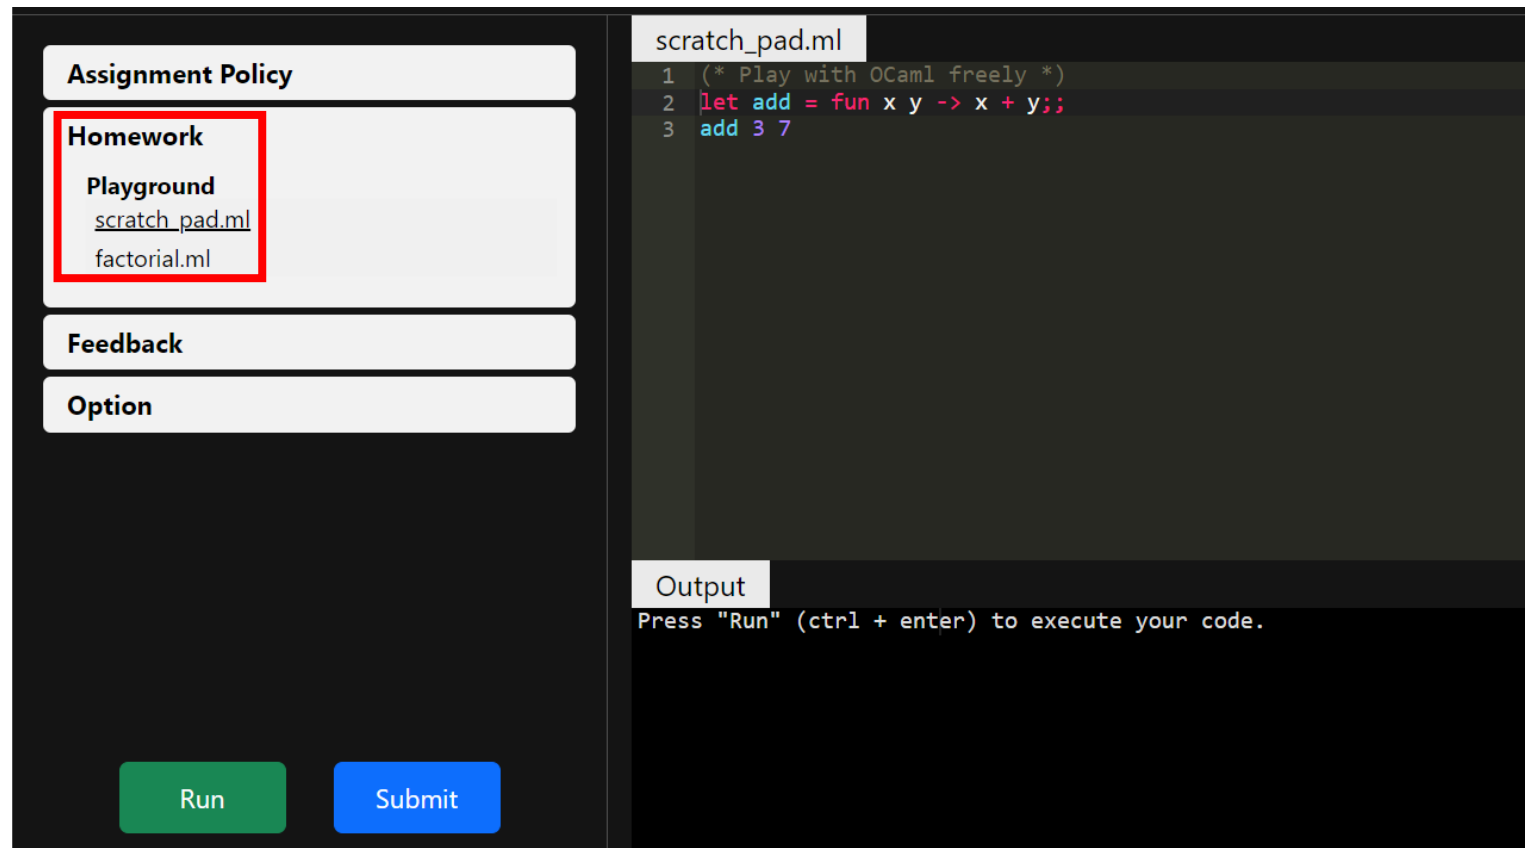 Assignment Policy
Homework
Playground
scratch_pad.ml
factorial.ml
Feedback
Option
Run
Submit
scratch_pad.ml
1 (* Play with OCaml freely *)
2 let add = fun x y -> x + y;;
3 add 3 7
Output
Press "Run" (ctrl + enter) to execute your code.